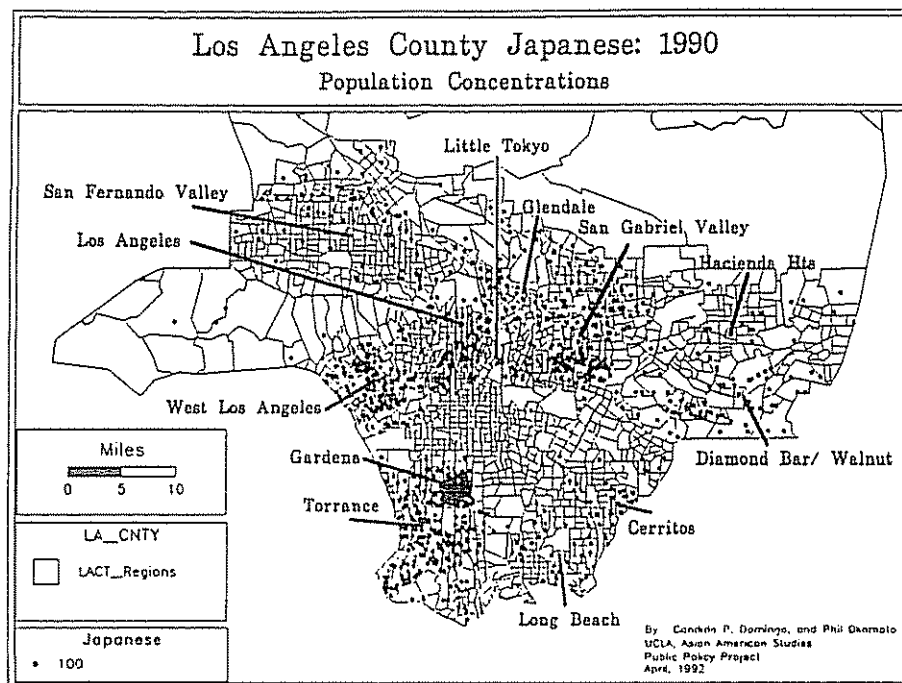 Los Angeles County Japanese: 1990
Population Concentrations
Little Tokyo
San Fernando Valley
Glendale
San Gabriel Valley
Los Angeles
Hacienda Hts
West Los Angeles
Miles
0 5 10
Gardena
Diamond Bar/ Walnut
Torrance
Cerritos
LA_CNTY
LACT_Regions
Long Beach
Japanese
100
By P. Domingo, and Phil Okamoto
UCLA, Asian American Studies
Public Policy Project
April, 1992